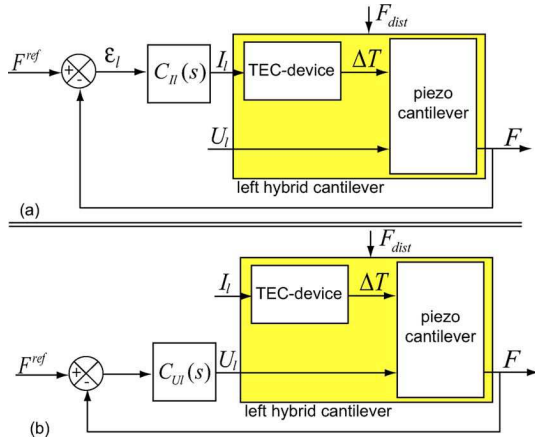 F_dist
F^ref
+
-
ε_l
C_Il(s)
I_l
TEC-device
ΔT
piezo
cantilever
U_l
F
left hybrid cantilever
(a)
F_dist
I_l
TEC-device
ΔT
piezo
cantilever
F^ref
+
-
C_Ul(s)
U_l
F
left hybrid cantilever
(b)